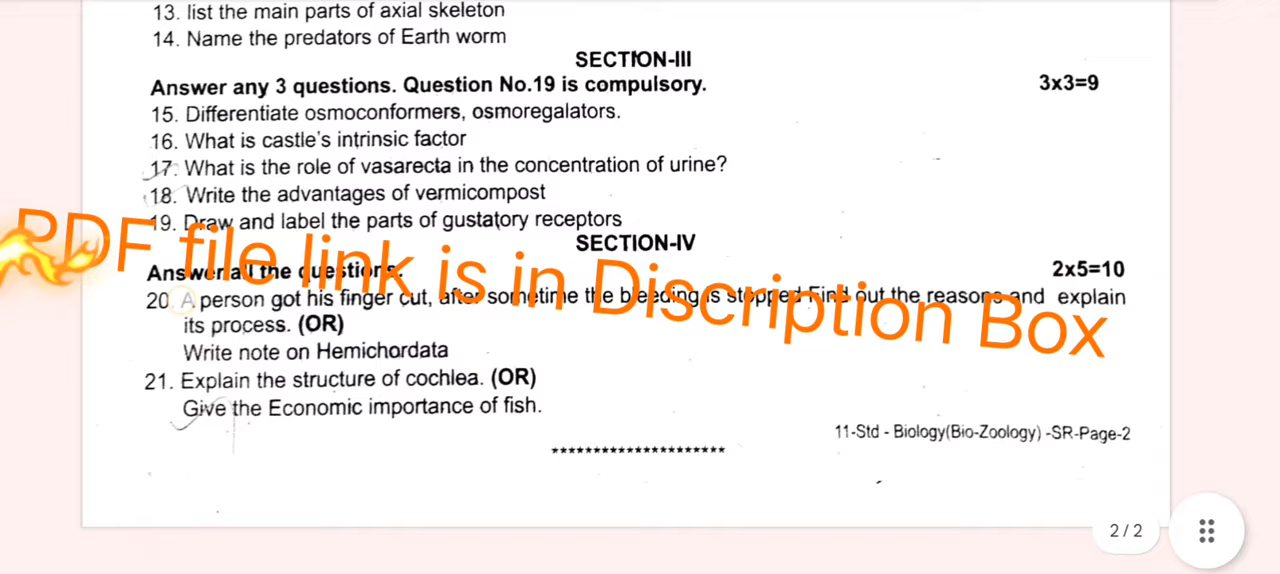 13. list the main parts of axial skeleton
14. Name the predators of Earth worm
SECTION-III
Answer any 3 questions. Question No.19 is compulsory. 3x3=9
15. Differentiate osmoconformers, osmoregalators.
16. What is castle's intrinsic factor
17. What is the role of vasarecta in the concentration of urine?
18. Write the advantages of vermicompost
19. Draw and label the parts of gustatory receptors
SECTION-IV
PDF file link is in Discription Box
Answer all the questions. 2x5=10
20. A person got his finger cut, after sometime the bleeding is stopped Find out the reasons and explain
its process. (OR)
Write note on Hemichordata
21. Explain the structure of cochlea. (OR)
Give the Economic importance of fish.
11-Std - Biology(Bio-Zoology) -SR-Page-2
*********************
2 / 2